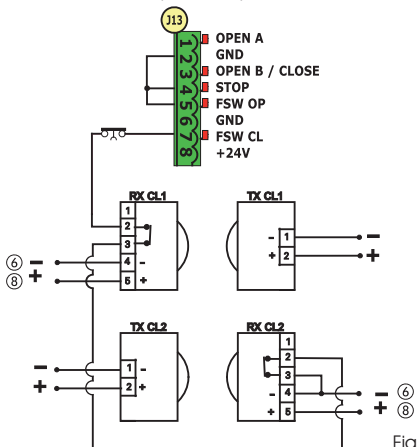 J13
1 OPEN A
2 GND
3 OPEN B / CLOSE
4 STOP
5 FSW OP
6 GND
7 FSW CL
8 +24V
RX CL1
1
2
3
4 -
5 +
⑥ -
⑧ +
TX CL1
- 1 -
+ 2 +
TX CL2
- 1 -
+ 2 +
RX CL2
1
2
3
- 4
+ 5
- ⑥
+ ⑧
Fig